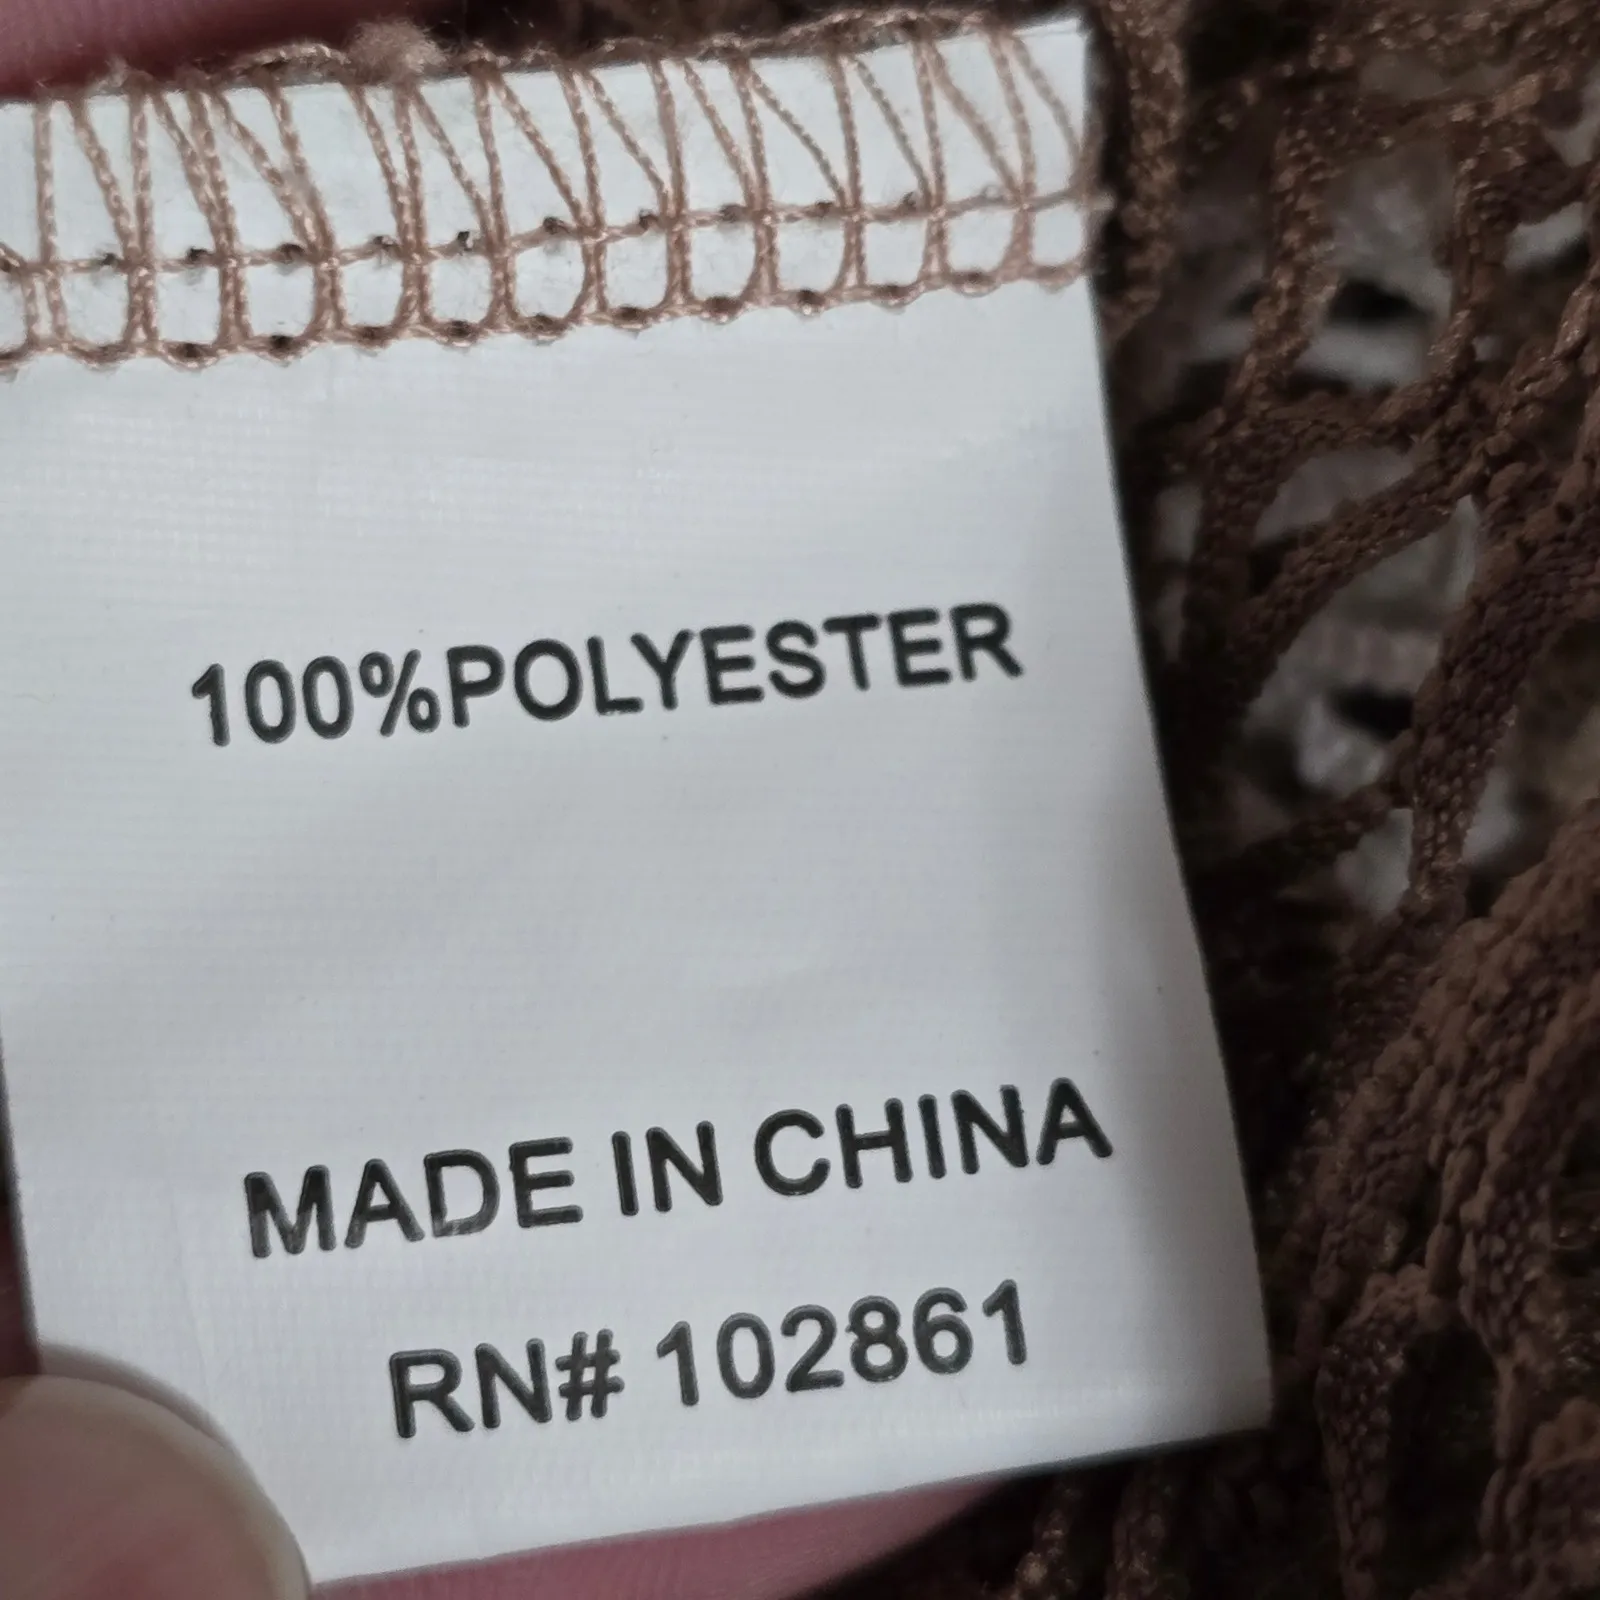 100%POLYESTER
MADE IN CHINA
RN# 102861